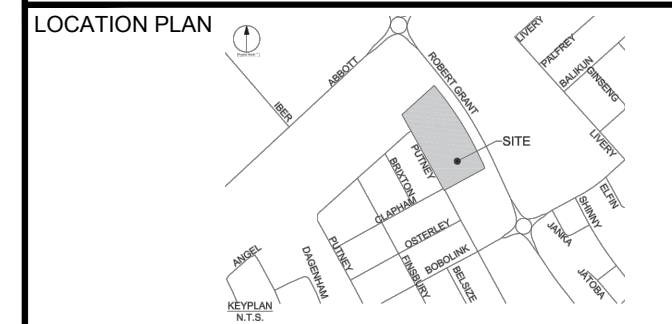 LOCATION PLAN
LIVERY
PALFREY
BALIKUN
GINSENG
ABBOTT
ROBERT GRANT
IBER
SITE
LIVERY
PUTNEY
BRIXTON
CLAPHAM
ELFIN
SHINNY
JANKA
OSTERLEY
PUTNEY
BOBOLINK
ANGEL
DAGENHAM
FINSBURY
BELSIZE
JATOBA
KEYPLAN
N.T.S.